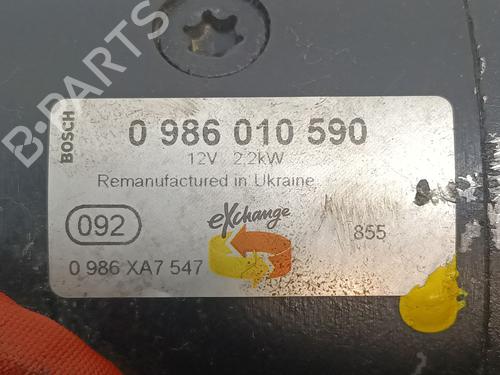 B-PARTS
BOSCH
0 986 010 590
12V 2,2kW
Remanufactured in Ukraine
092
eXchange
855
0 986 XA7 547